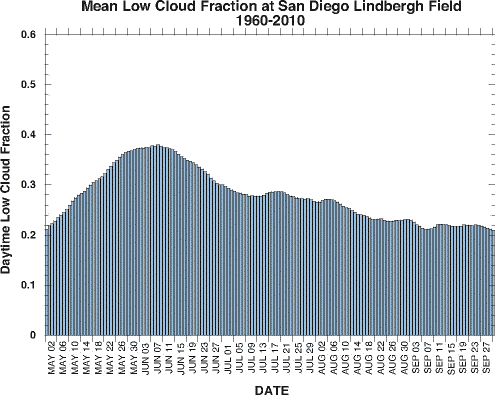 Mean Low Cloud Fraction at San Diego Lindbergh Field
1960-2010
Daytime Low Cloud Fraction
0.6
0.5
0.4
0.3
0.2
0.1
0
MAY 02
MAY 06
MAY 10
MAY 14
MAY 18
MAY 22
MAY 26
MAY 30
JUN 03
JUN 07
JUN 11
JUN 15
JUN 19
JUN 23
JUN 27
JUL 01
JUL 05
JUL 09
JUL 13
JUL 17
JUL 21
JUL 25
JUL 29
AUG 02
AUG 06
AUG 10
AUG 14
AUG 18
AUG 22
AUG 26
AUG 30
SEP 03
SEP 07
SEP 11
SEP 15
SEP 19
SEP 23
SEP 27
DATE